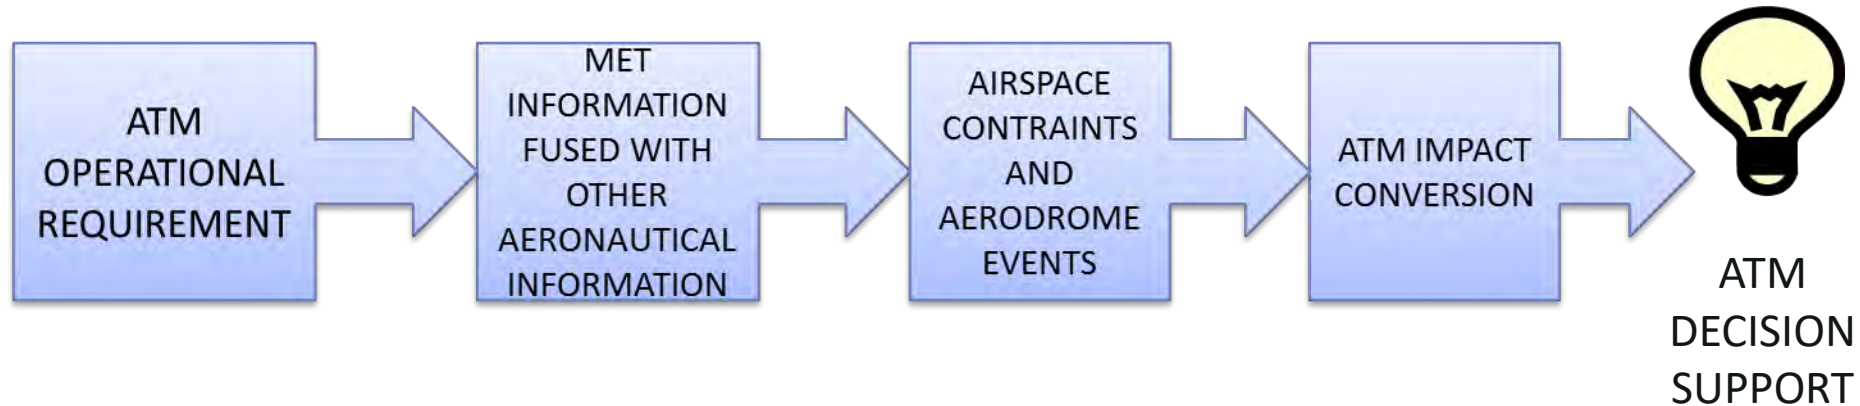 ATM
OPERATIONAL
REQUIREMENT
MET
INFORMATION
FUSED WITH
OTHER
AERONAUTICAL
INFORMATION
AIRSPACE
CONTRAINTS
AND
AERODROME
EVENTS
ATM IMPACT
CONVERSION
ATM
DECISION
SUPPORT